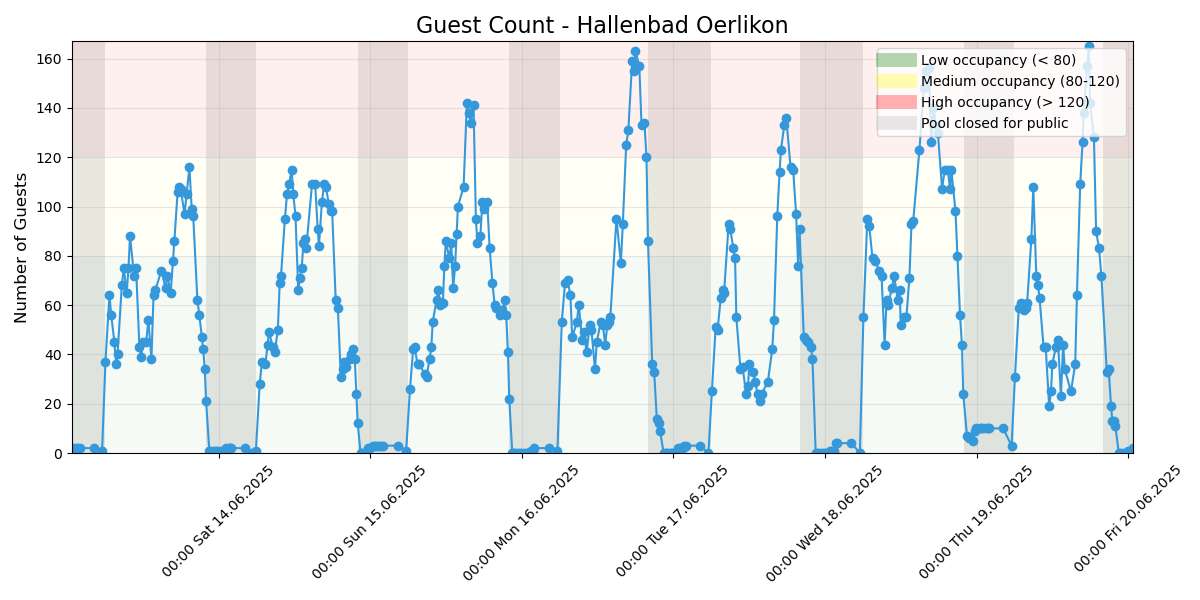 Guest Count - Hallenbad Oerlikon
Number of Guests
160
140
120
100
80
60
40
20
0
Low occupancy (< 80)
Medium occupancy (80-120)
High occupancy (> 120)
Pool closed for public
00:00 Sat 14.06.2025
00:00 Sun 15.06.2025
00:00 Mon 16.06.2025
00:00 Tue 17.06.2025
00:00 Wed 18.06.2025
00:00 Thu 19.06.2025
00:00 Fri 20.06.2025